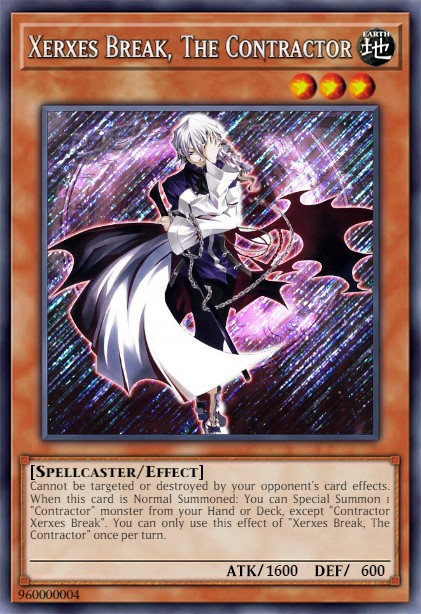 Xerxes Break, The Contractor
EARTH
地
[Spellcaster/Effect]
Cannot be targeted or destroyed by your opponent's card effects.
When this card is Normal Summoned: You can Special Summon 1
"Contractor" monster from your Hand or Deck, except "Contractor
Xerxes Break". You can only use this effect of "Xerxes Break, The
Contractor" once per turn.
ATK/1600 DEF/ 600
960000004